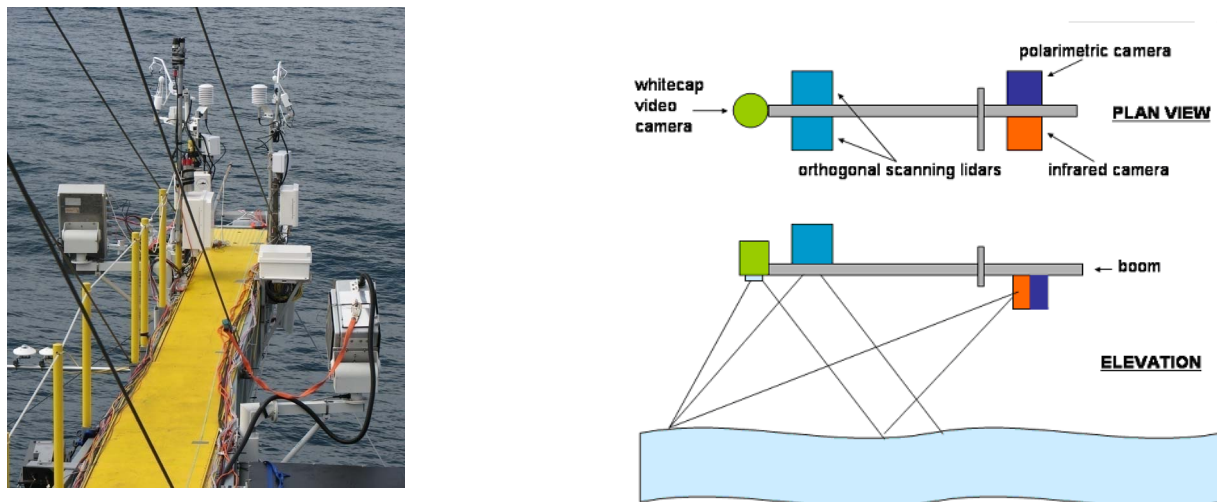 polarimetric camera
whitecap
video
camera
PLAN VIEW
orthogonal scanning lidars
infrared camera
boom
ELEVATION